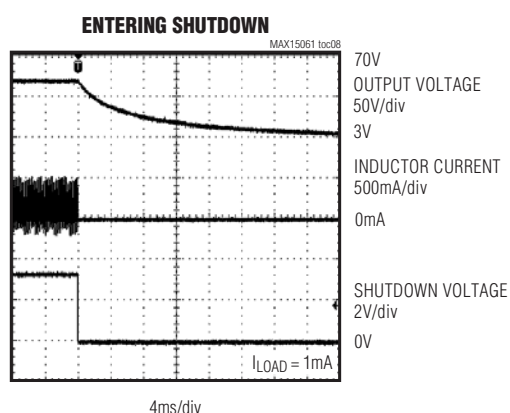 ENTERING SHUTDOWN
MAX15061 toc08
70V
OUTPUT VOLTAGE
50V/div
3V
INDUCTOR CURRENT
500mA/div
0mA
SHUTDOWN VOLTAGE
2V/div
0V
ILOAD = 1mA
4ms/div
T